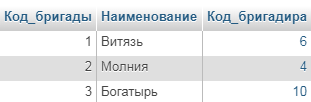 Код_бригады Наименование Код_бригадира
1 Витязь 6
2 Молния 4
3 Богатырь 10